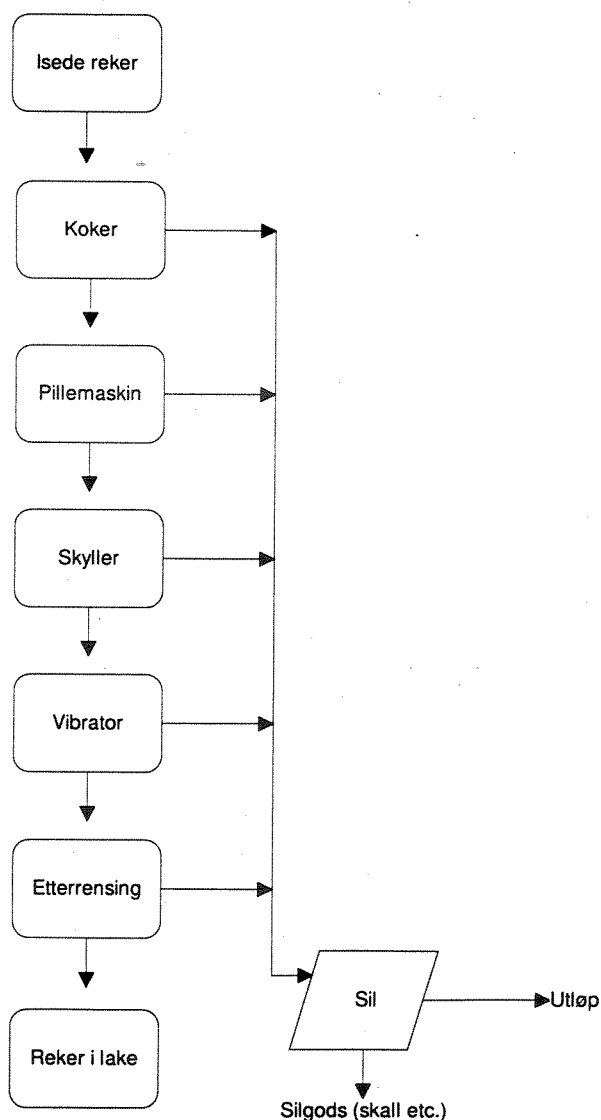 Isede reker
Koker
Pillemaskin
Skyller
Vibrator
Etterrensing
Reker i lake
Sil
Utløp
Silgods (skall etc.)